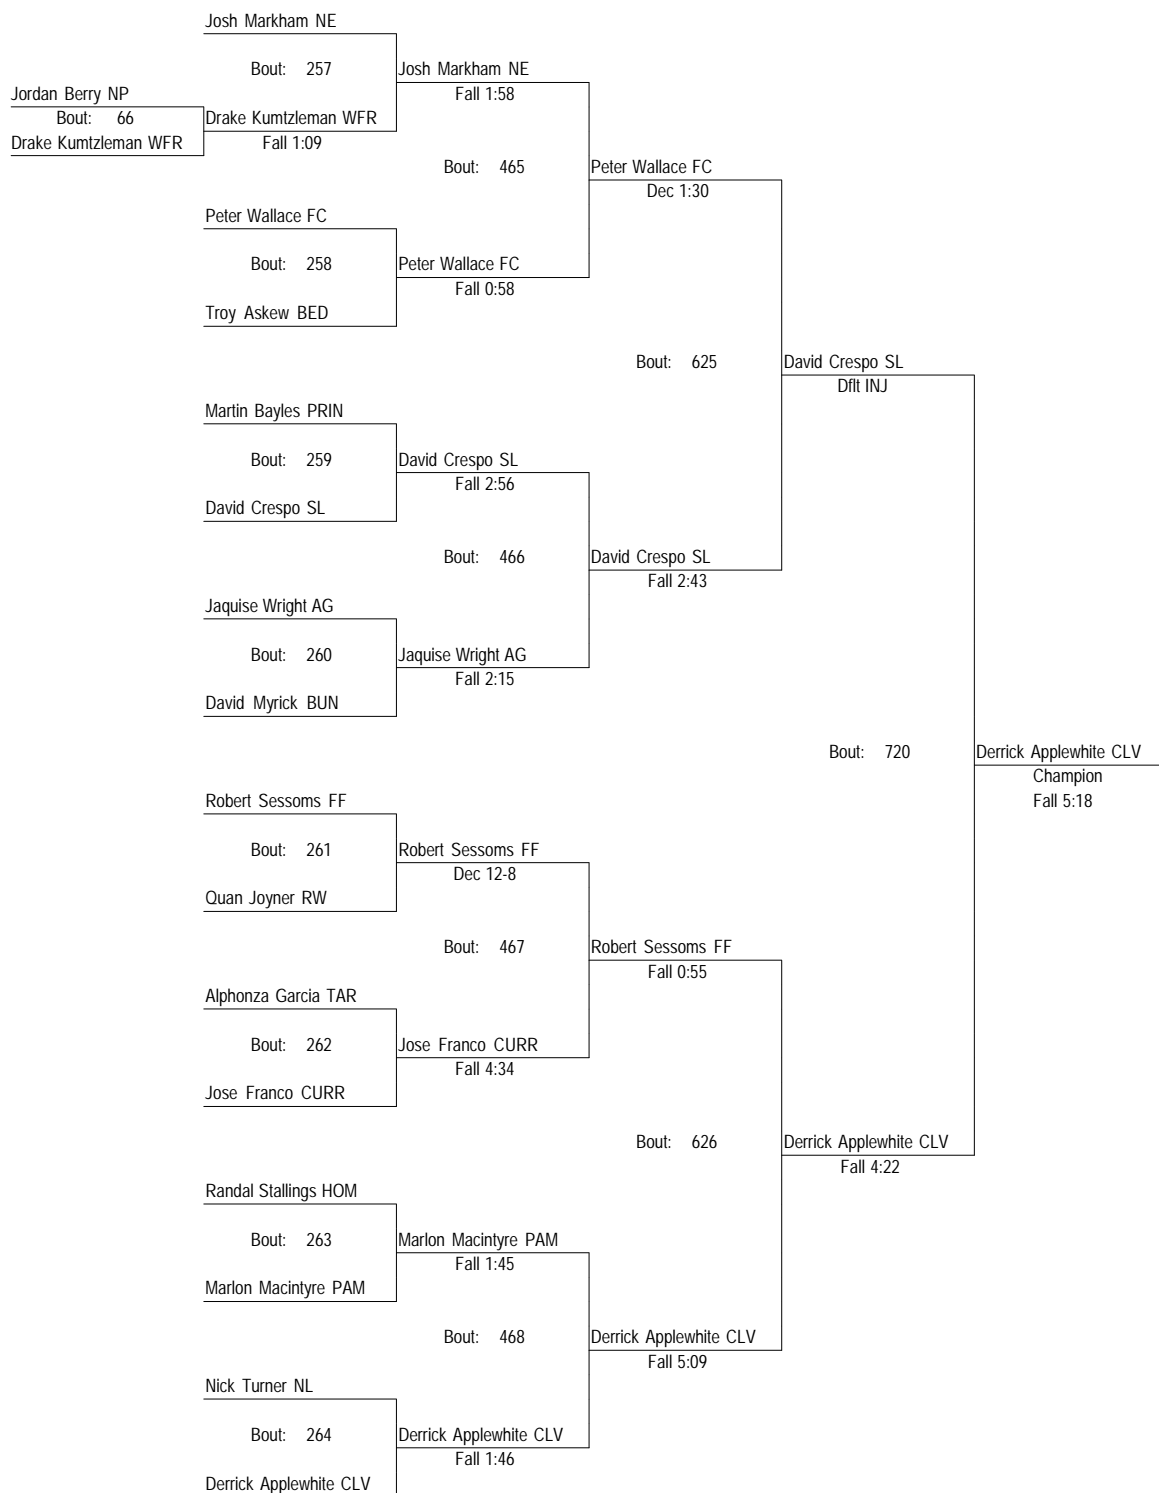 Josh Markham NE
Bout: 257
Josh Markham NE
Fall 1:58
Jordan Berry NP
Bout: 66
Drake Kumtzleman WFR
Drake Kumtzleman WFR
Fall 1:09
Bout: 465
Peter Wallace FC
Dec 1:30
Peter Wallace FC
Bout: 258
Peter Wallace FC
Fall 0:58
Troy Askew BED
Bout: 625
David Crespo SL
Dflt INJ
Martin Bayles PRIN
Bout: 259
David Crespo SL
Fall 2:56
David Crespo SL
Bout: 466
David Crespo SL
Fall 2:43
Jaquise Wright AG
Bout: 260
Jaquise Wright AG
Fall 2:15
David Myrick BUN
Bout: 720
Derrick Applewhite CLV
Champion
Fall 5:18
Robert Sessoms FF
Bout: 261
Robert Sessoms FF
Dec 12-8
Quan Joyner RW
Bout: 467
Robert Sessoms FF
Fall 0:55
Alphonza Garcia TAR
Bout: 262
Jose Franco CURR
Fall 4:34
Jose Franco CURR
Bout: 626
Derrick Applewhite CLV
Fall 4:22
Randal Stallings HOM
Bout: 263
Marlon Macintyre PAM
Fall 1:45
Marlon Macintyre PAM
Bout: 468
Derrick Applewhite CLV
Fall 5:09
Nick Turner NL
Bout: 264
Derrick Applewhite CLV
Fall 1:46
Derrick Applewhite CLV